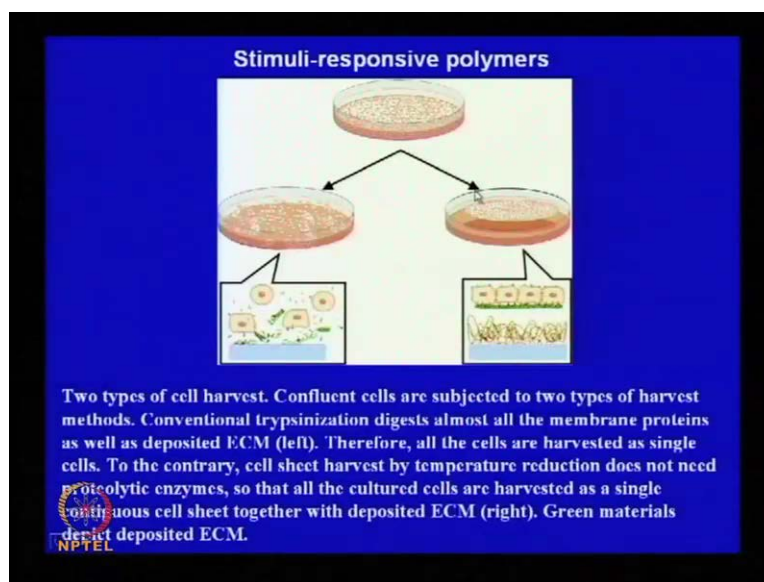 Stimuli-responsive polymers
Two types of cell harvest. Confluent cells are subjected to two types of harvest
methods. Conventional trypsinization digests almost all the membrane proteins
as well as deposited ECM (left). Therefore, all the cells are harvested as single
cells. To the contrary, cell sheet harvest by temperature reduction does not need
proteolytic enzymes, so that all the cultured cells are harvested as a single
contiguous cell sheet together with deposited ECM (right). Green materials
depict deposited ECM.
NPTEL